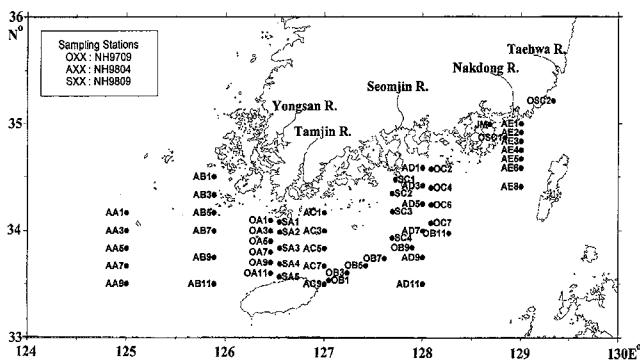 36
N°
35
34
33
124
125
126
127
128
129
130E°
Sampling Stations
OXX : NH9709
AXX : NH9804
SXX : NH9809
Taehwa R.
Nakdong R.
Seomjin R.
Yongsan R.
Tamjin R.
OSC2
JM
OSC1
AE1
AE2
AE3
AE4
AE5
AE6
AE8
AD1
OC2
SC1
AD3
OC4
SC2
AD5
OC6
SC3
OC7
AD7
OB11
SC4
OB9
AD9
OB7
OB5
OB3
OB1
AD11
AB1
AB3
AB5
AB7
AB9
AB11
AA1
AA3
AA5
AA7
AA9
OA1
SA1
OA3
SA2
OA5
OA7
SA3
OA9
SA4
OA11
SA5
AC1
AC3
AC5
AC7
AC9